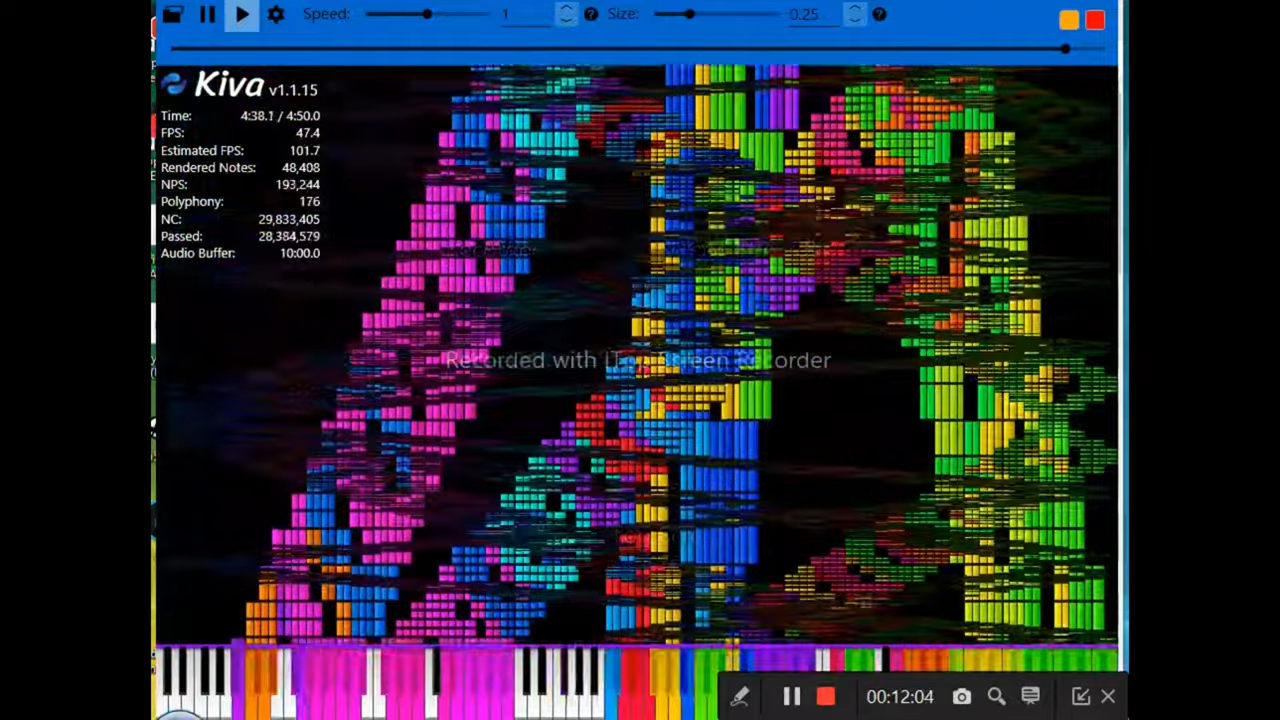 Speed: 1 Size: 0.25
Kiva v1.1.15
Time: 4:38.1 / 4:50.0
FPS: 47.4
Estimated FPS: 101.7
Rendered Notes: 48,408
NPS: 193,244
Polyphony: 176
NC: 29,833,405
Passed: 28,384,579
Audio Buffer: 10:00.0
Recorded with iTop Screen Recorder
00:12:04